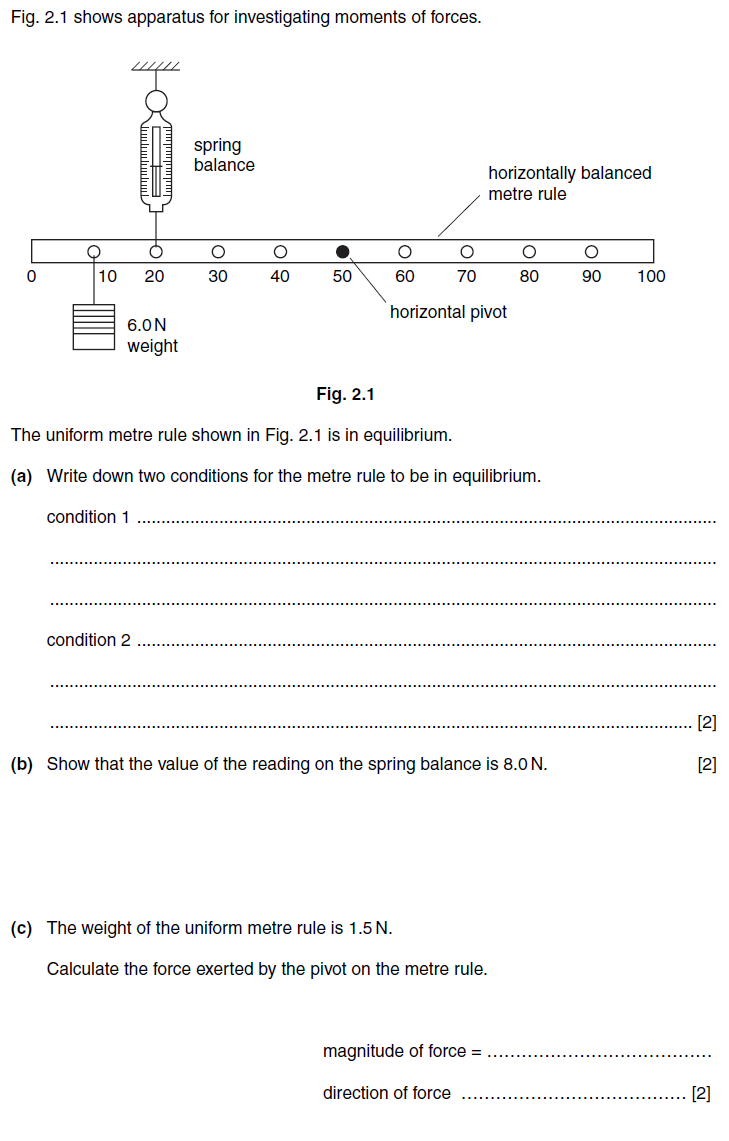 Fig. 2.1 shows apparatus for investigating moments of forces.
spring
balance
horizontally balanced
metre rule
0 10 20 30 40 50 60 70 80 90 100
horizontal pivot
6.0 N
weight
Fig. 2.1
The uniform metre rule shown in Fig. 2.1 is in equilibrium.
(a) Write down two conditions for the metre rule to be in equilibrium.
condition 1 ........................................................................................................................
........................................................................................................................
........................................................................................................................
condition 2 ........................................................................................................................
........................................................................................................................
........................................................................................................................ [2]
(b) Show that the value of the reading on the spring balance is 8.0 N. [2]
(c) The weight of the uniform metre rule is 1.5 N.
Calculate the force exerted by the pivot on the metre rule.
magnitude of force = .......................................
direction of force ....................................... [2]